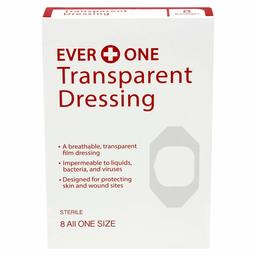 EVER ONE
Transparent
Dressing
• A breathable, transparent
film dressing
• Impermeable to liquids,
bacteria, and viruses
• Designed for protecting
skin and wound sites
STERILE
8 All ONE SIZE